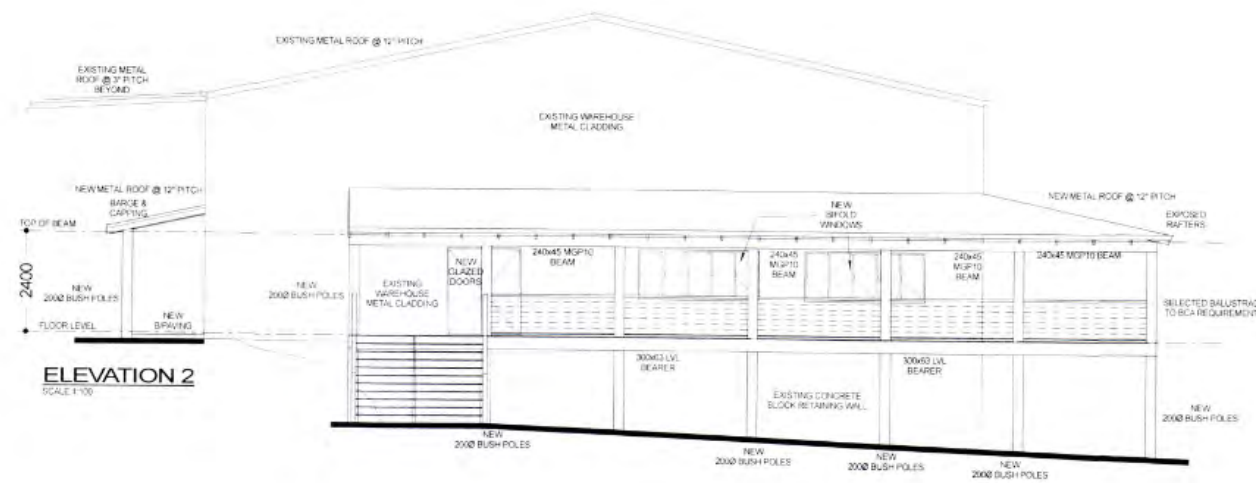 EXISTING METAL ROOF @ 12° PITCH
EXISTING METAL
ROOF @ 3° PITCH
BEYOND
EXISTING WAREHOUSE
METAL CLADDING
NEW METAL ROOF @ 12° PITCH
BARGE &
CAPPING
TOP OF BEAM
NEW METAL ROOF @ 12° PITCH
NEW
BIFOLD
WINDOWS
EXPOSED
RAFTERS
2400
NEW
200Ø BUSH POLES
NEW
BIPAVING
FLOOR LEVEL
NEW
200Ø BUSH POLES
EXISTING
WAREHOUSE
METAL CLADDING
NEW
GLAZED
DOORS
240x45 MGP10
BEAM
240x45
MGP10
BEAM
240x45
MGP10
BEAM
240x45 MGP10 BEAM
SELECTED BALUSTRAD
TO BCA REQUIREMENT
ELEVATION 2
SCALE 1:100
300x63 LVL
BEARER
300x63 LVL
BEARER
EXISTING CONCRETE
BLOCK RETAINING WALL
NEW
200Ø BUSH POLES
NEW
200Ø BUSH POLES
NEW
200Ø BUSH POLES
NEW
200Ø BUSH POLES
NEW
200Ø BUSH POLES